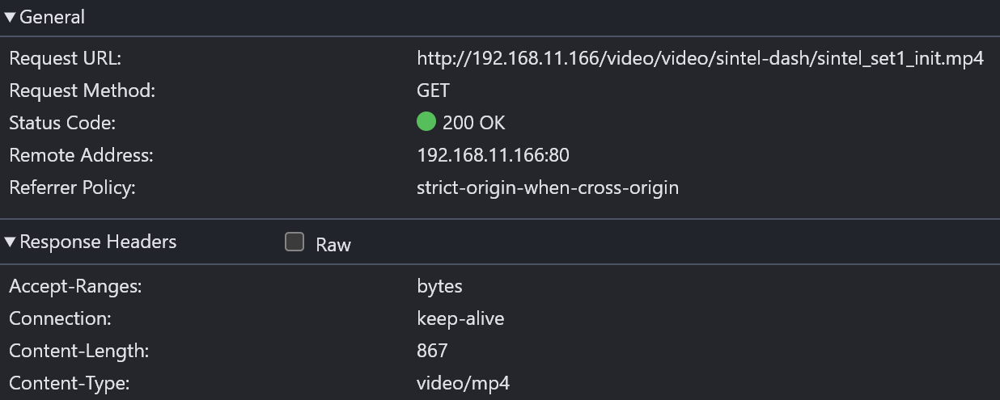 General
Request URL: http://192.168.11.166/video/video/sintel-dash/sintel_set1_init.mp4
Request Method: GET
Status Code: 200 OK
Remote Address: 192.168.11.166:80
Referrer Policy: strict-origin-when-cross-origin
Response Headers Raw
Accept-Ranges: bytes
Connection: keep-alive
Content-Length: 867
Content-Type: video/mp4